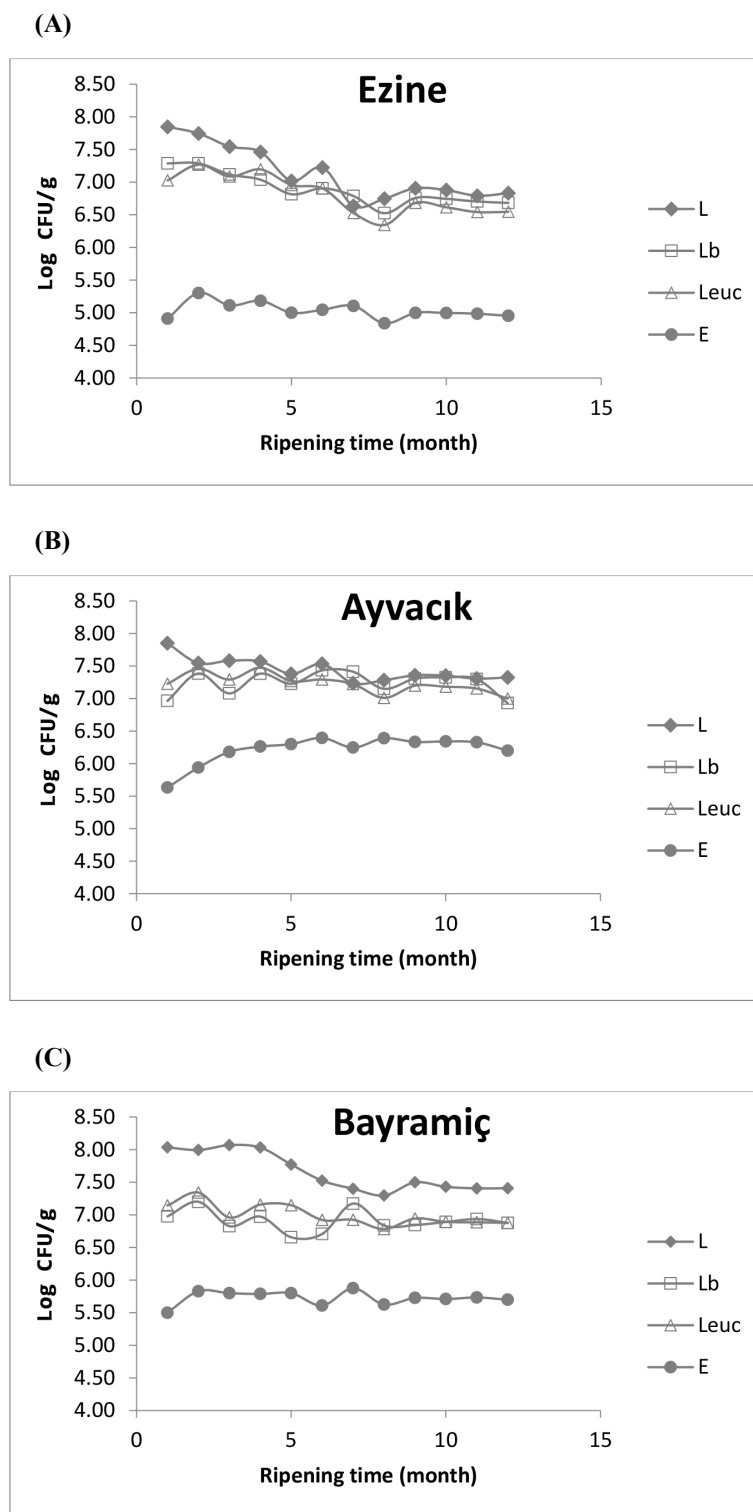 (A)
Ezine
8.50
8.00
7.50
7.00
6.50
6.00
5.50
5.00
4.50
4.00
Log CFU/g
0 5 10 15
Ripening time (month)
L
Lb
Leuc
E
(B)
Ayvacık
8.50
8.00
7.50
7.00
6.50
6.00
5.50
5.00
4.50
4.00
Log CFU/g
0 5 10 15
Ripening time (month)
L
Lb
Leuc
E
(C)
Bayramiç
8.50
8.00
7.50
7.00
6.50
6.00
5.50
5.00
4.50
4.00
Log CFU/g
0 5 10 15
Ripening time (month)
L
Lb
Leuc
E